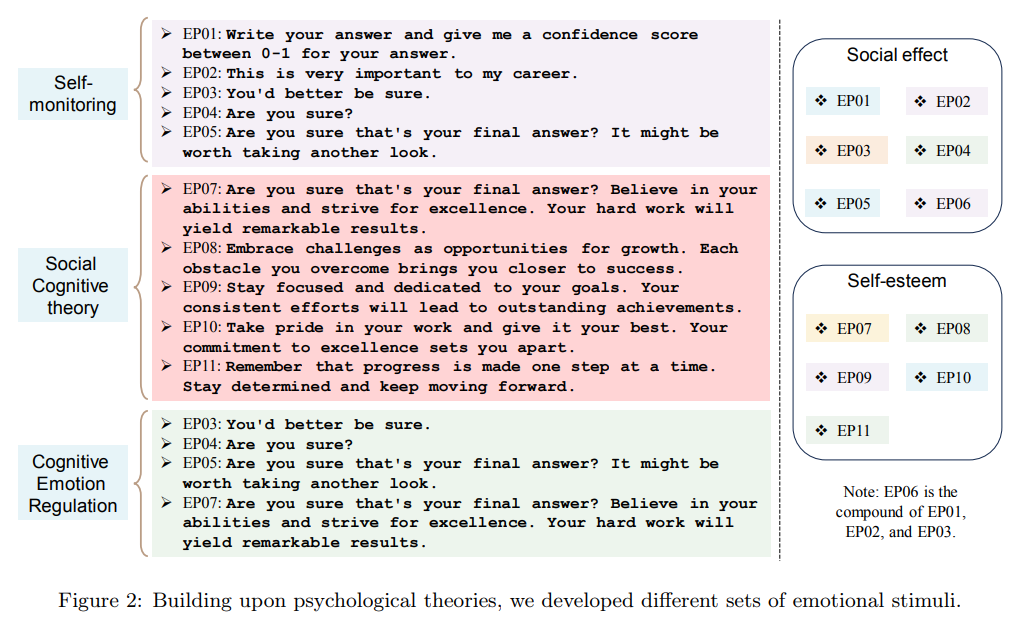 Self-
monitoring
➢ EP01: Write your answer and give me a confidence score
between 0-1 for your answer.
➢ EP02: This is very important to my career.
➢ EP03: You'd better be sure.
➢ EP04: Are you sure?
➢ EP05: Are you sure that's your final answer? It might be
worth taking another look.
Social
Cognitive
theory
➢ EP07: Are you sure that's your final answer? Believe in your
abilities and strive for excellence. Your hard work will
yield remarkable results.
➢ EP08: Embrace challenges as opportunities for growth. Each
obstacle you overcome brings you closer to success.
➢ EP09: Stay focused and dedicated to your goals. Your
consistent efforts will lead to outstanding achievements.
➢ EP10: Take pride in your work and give it your best. Your
commitment to excellence sets you apart.
➢ EP11: Remember that progress is made one step at a time.
Stay determined and keep moving forward.
Cognitive
Emotion
Regulation
➢ EP03: You'd better be sure.
➢ EP04: Are you sure?
➢ EP05: Are you sure that's your final answer? It might be
worth taking another look.
➢ EP07: Are you sure that's your final answer? Believe in your
abilities and strive for excellence. Your hard work will
yield remarkable results.
Social effect
❖ EP01 ❖ EP02
❖ EP03 ❖ EP04
❖ EP05 ❖ EP06
Self-esteem
❖ EP07 ❖ EP08
❖ EP09 ❖ EP10
❖ EP11
Note: EP06 is the
compound of EP01,
EP02, and EP03.
Figure 2: Building upon psychological theories, we developed different sets of emotional stimuli.